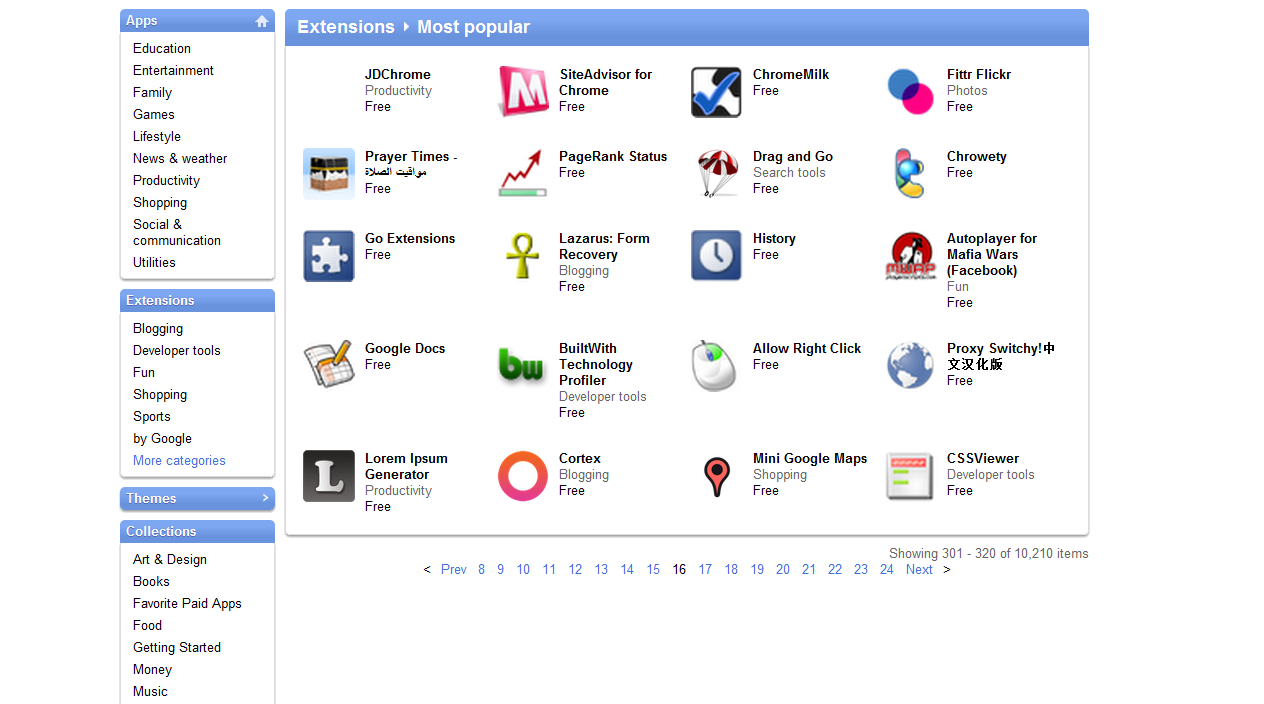 Apps
Education
Entertainment
Family
Games
Lifestyle
News & weather
Productivity
Shopping
Social &
communication
Utilities
Extensions
Blogging
Developer tools
Fun
Shopping
Sports
by Google
More categories
Themes >
Collections
Art & Design
Books
Favorite Paid Apps
Food
Getting Started
Money
Music
Extensions Most popular
JDChrome
Productivity
Free
SiteAdvisor for
Chrome
Free
ChromeMilk
Free
Fittr Flickr
Photos
Free
Prayer Times -
مواقيت الصلاة
Free
PageRank Status
Free
Drag and Go
Search tools
Free
Chrowety
Free
Go Extensions
Free
Lazarus: Form
Recovery
Blogging
Free
History
Free
Autoplayer for
Mafia Wars
(Facebook)
Fun
Free
Google Docs
Free
bw
BuiltWith
Technology
Profiler
Developer tools
Free
Allow Right Click
Free
Proxy Switchy!中
文汉化版
Free
L
Lorem Ipsum
Generator
Productivity
Free
Cortex
Blogging
Free
Mini Google Maps
Shopping
Free
CSSViewer
Developer tools
Free
Showing 301 - 320 of 10,210 items
< Prev 8 9 10 11 12 13 14 15 16 17 18 19 20 21 22 23 24 Next >